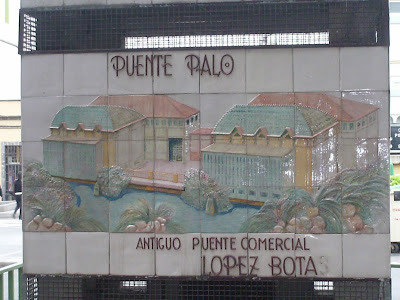 PUENTE PALO
ANTIGUO PUENTE COMERCIAL
LOPEZ BOTAS